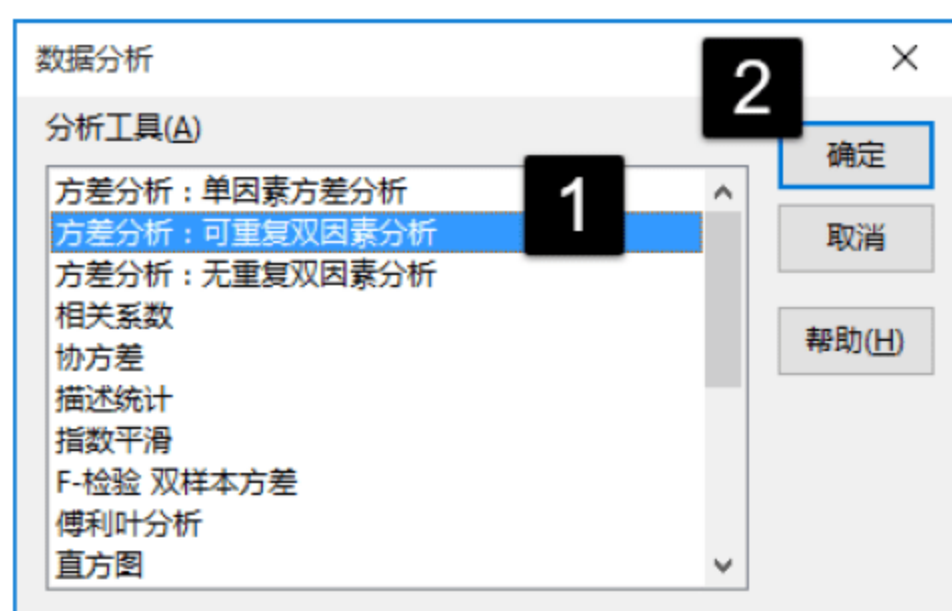 数据分析
2
分析工具(A)
确定
方差分析：单因素方差分析
1
方差分析：可重复双因素分析
取消
方差分析：无重复双因素分析
相关系数
帮助(H)
协方差
描述统计
指数平滑
F-检验 双样本方差
傅利叶分析
直方图